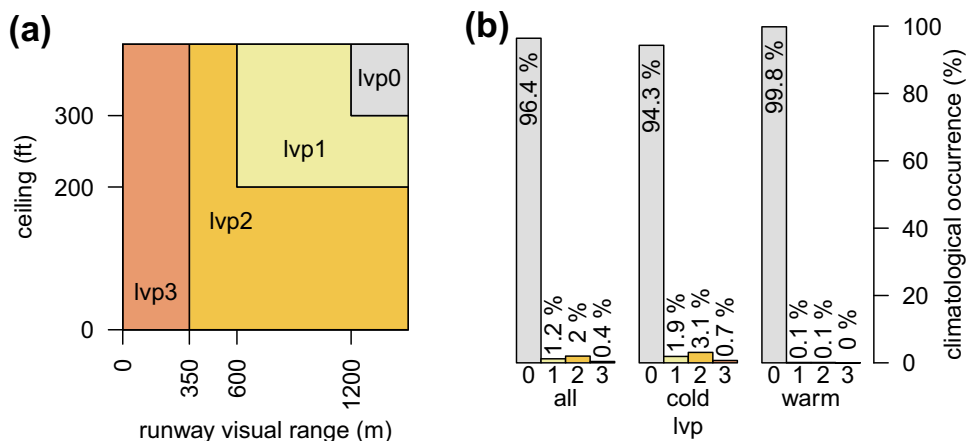 (a)
ceiling (ft)
300
200
0
lvp0
lvp1
lvp2
lvp3
0
350
600
1200
runway visual range (m)
(b)
96.4 %
1.2 %
2 %
0.4 %
94.3 %
1.9 %
3.1 %
0.7 %
99.8 %
0.1 %
0.1 %
0 %
0 1 2 3
0 1 2 3
0 1 2 3
all
cold
warm
lvp
100
80
60
40
20
0
climatological occurrence (%)